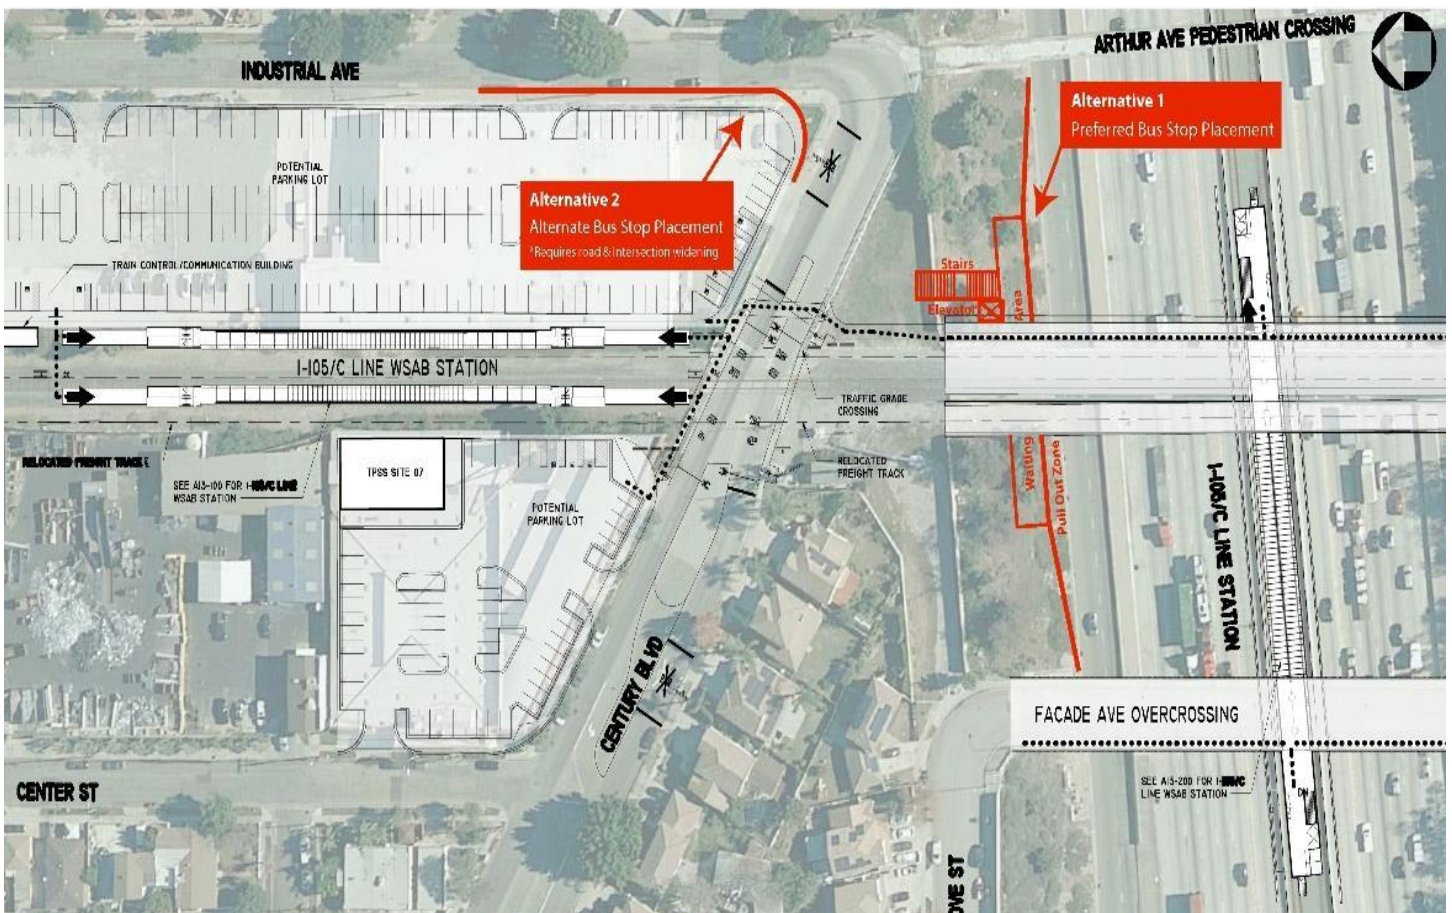 ARTHUR AVE PEDESTRIAN CROSSING
INDUSTRIAL AVE
Alternative 1
Preferred Bus Stop Placement
POTENTIAL
PARKING LOT
Alternative 2
Alternate Bus Stop Placement
*Requires road & Intersection widening
TRAIN CONTROL/COMMUNICATION BUILDING
Stairs
Elevator
Area
I-105/C LINE WSAB STATION
TRAFFIC GRADE
CROSSING
RELOCATED FREIGHT TRACK
SEE A15-100 FOR I-105/C LINE
WSAB STATION
TPSS SITE 07
RELOCATED
FREIGHT TRACK
POTENTIAL
PARKING LOT
Waiting
Pull Out Zone
I-105/C LINE STATION
CENTURY BLVD
FACADE AVE OVERCROSSING
SEE A15-200 FOR I-105/C
LINE WSAB STATION
DN
CENTER ST
OVE ST